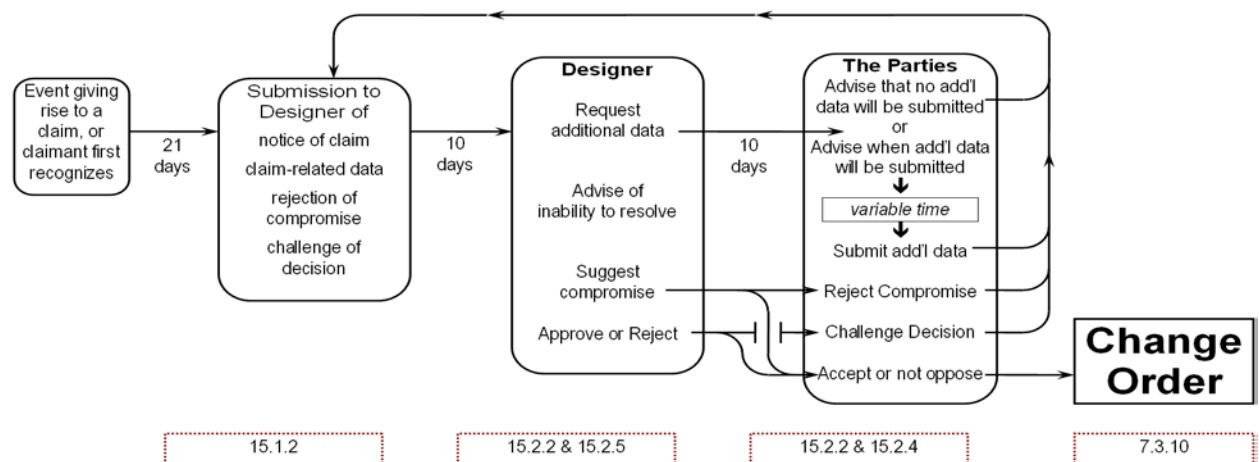 Event giving
rise to a
claim, or
claimant first
recognizes
21
days
Submission to
Designer of
notice of claim
claim-related data
rejection of
compromise
challenge of
decision
10
days
Designer
Request
additional data
Advise of
inability to resolve
Suggest
compromise
Approve or Reject
10
days
The Parties
Advise that no add'l
data will be submitted
or
Advise when add'l data
will be submitted
variable time
Submit add'l data
Reject Compromise
Challenge Decision
Accept or not oppose
Change
Order
15.1.2
15.2.2 & 15.2.5
15.2.2 & 15.2.4
7.3.10